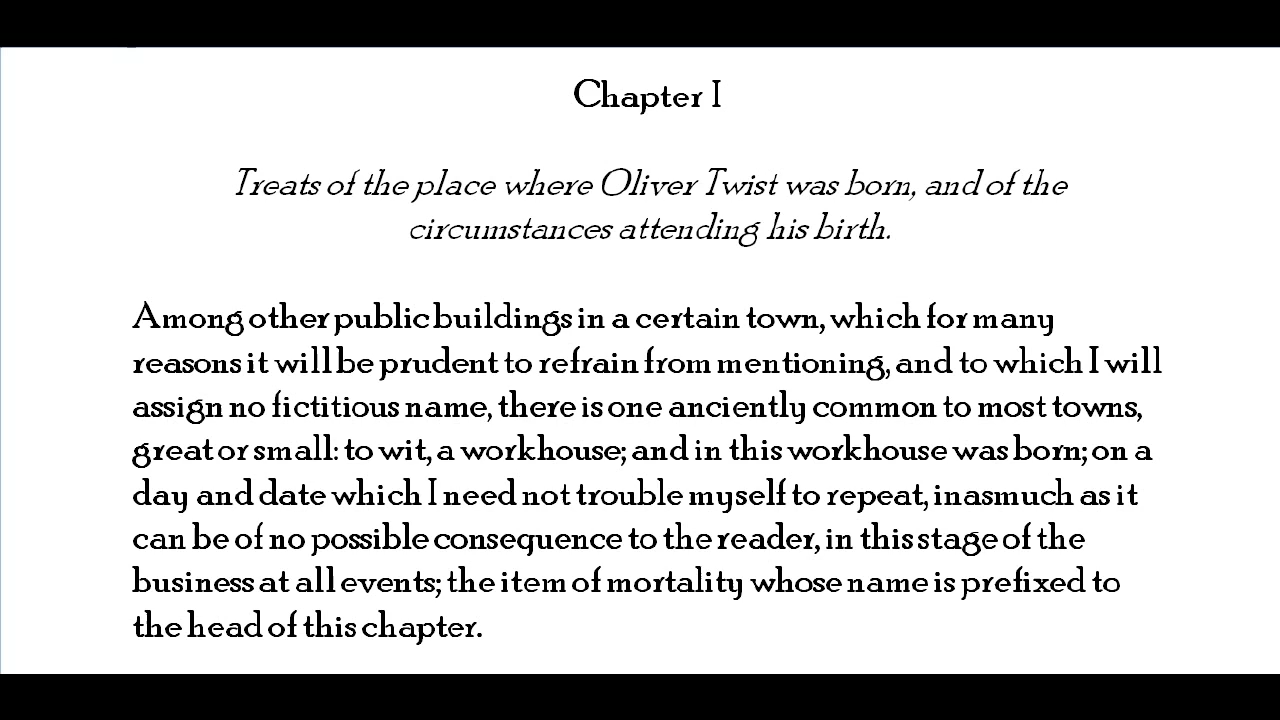 Chapter I
Treats of the place where Oliver Twist was born, and of the
circumstances attending his birth.
Among other public buildings in a certain town, which for many
reasons it will be prudent to refrain from mentioning, and to which I will
assign no fictitious name, there is one anciently common to most towns,
great or small: to wit, a workhouse; and in this workhouse was born; on a
day and date which I need not trouble myself to repeat, inasmuch as it
can be of no possible consequence to the reader, in this stage of the
business at all events; the item of mortality whose name is prefixed to
the head of this chapter.